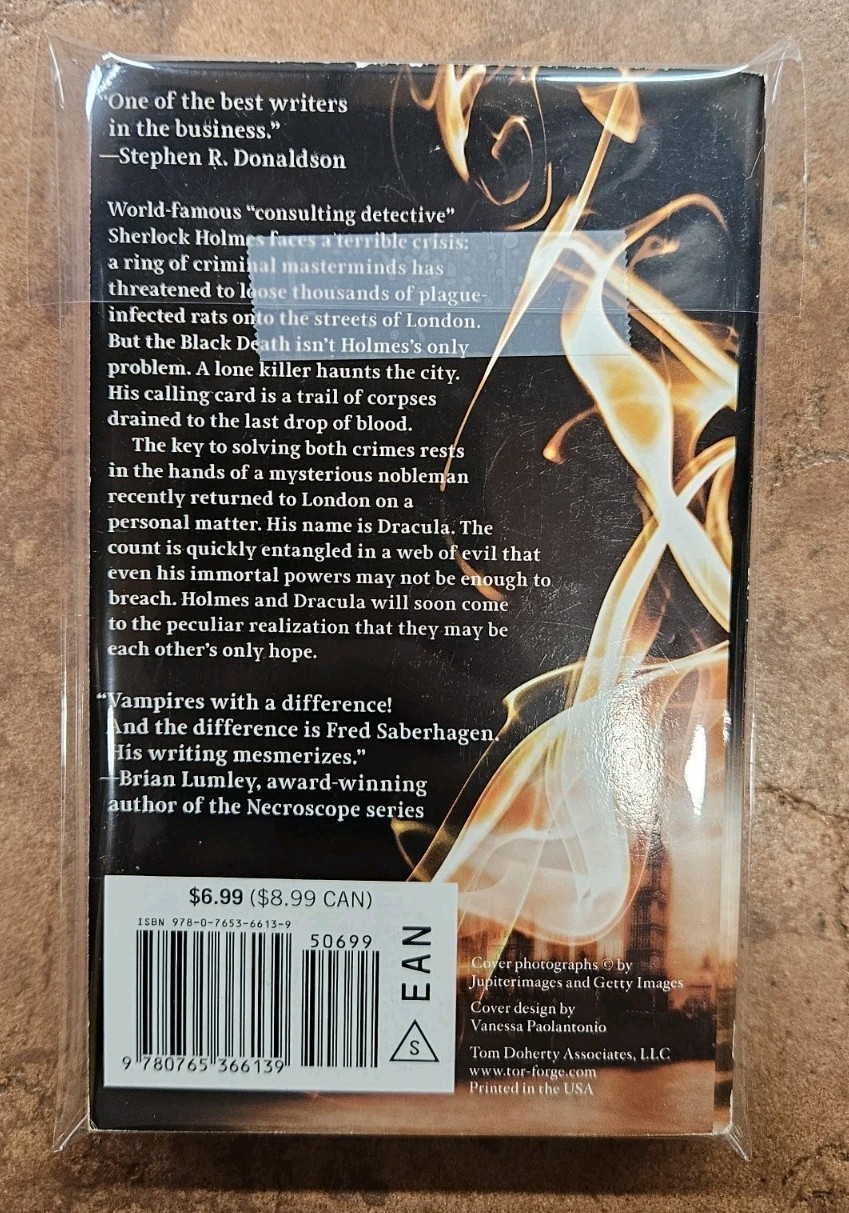 “One of the best writers
in the business.”
—Stephen R. Donaldson
World-famous “consulting detective”
Sherlock Holmes faces a terrible crisis:
a ring of criminal masterminds has
threatened to loose thousands of plague-
infected rats onto the streets of London.
But the Black Death isn’t Holmes’s only
problem. A lone killer haunts the city.
His calling card is a trail of corpses
drained to the last drop of blood.
The key to solving both crimes rests
in the hands of a mysterious nobleman
recently returned to London on a
personal matter. His name is Dracula. The
count is quickly entangled in a web of evil that
even his immortal powers may not be enough to
breach. Holmes and Dracula will soon come
to the peculiar realization that they may be
each other’s only hope.
“Vampires with a difference!
And the difference is Fred Saberhagen.
His writing mesmerizes.”
—Brian Lumley, award-winning
author of the Necroscope series
$6.99 ($8.99 CAN)
ISBN 978-0-7653-6613-9
50699
9 780765 366139
EAN
S
Cover photographs © by
Jupiterimages and Getty Images
Cover design by
Vanessa Paolantonio
Tom Doherty Associates, LLC
www.tor-forge.com
Printed in the USA